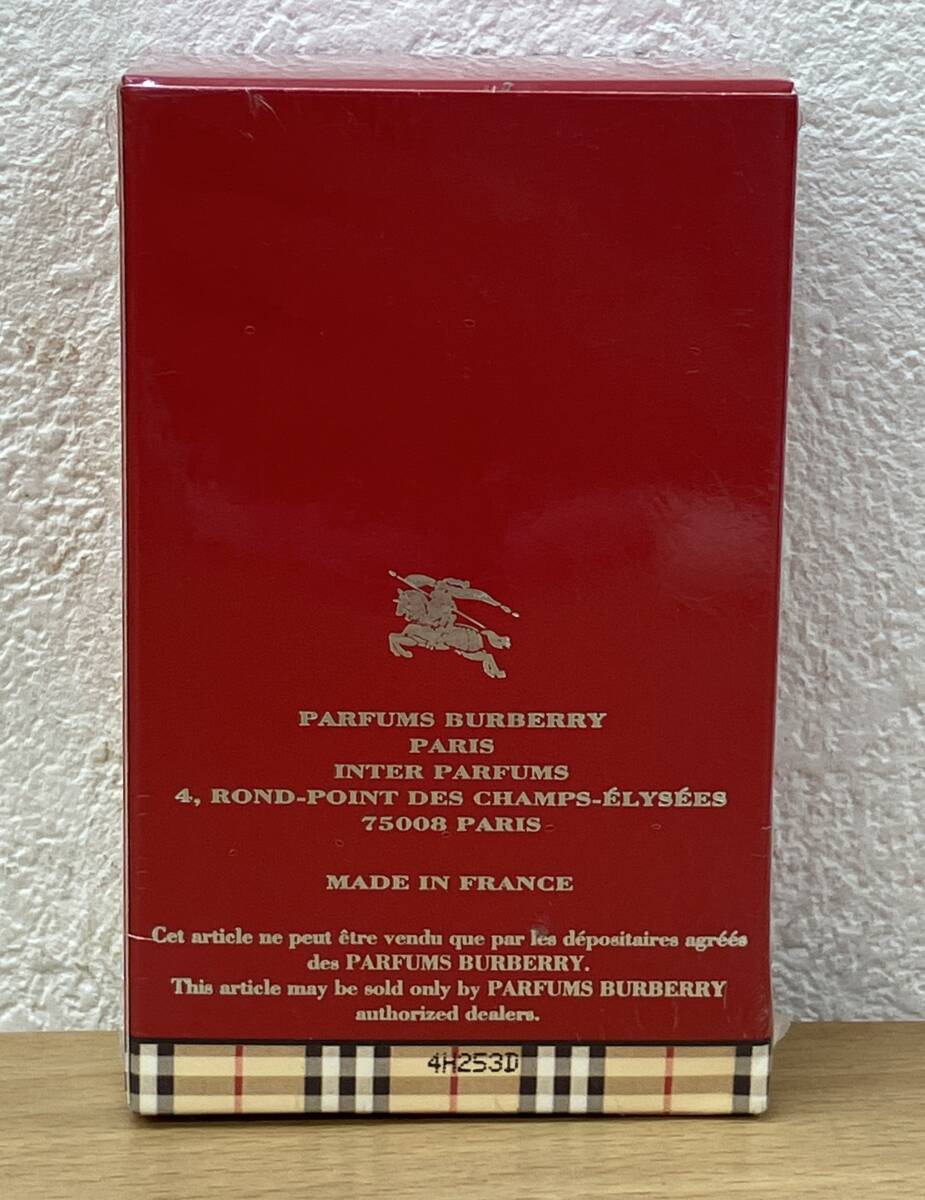 PARFUMS BURBERRY
PARIS
INTER PARFUMS
4, ROND-POINT DES CHAMPS-ÉLYSÉES
75008 PARIS
MADE IN FRANCE
Cet article ne peut être vendu que par les dépositaires agréés
des PARFUMS BURBERRY.
This article may be sold only by PARFUMS BURBERRY
authorized dealers.
4H253D